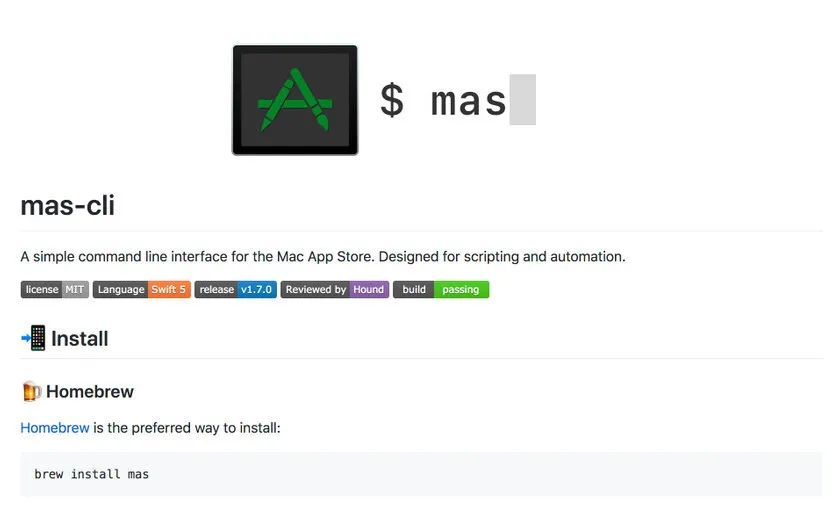 $ mas
mas-cli
A simple command line interface for the Mac App Store. Designed for scripting and automation.
license MIT Language Swift 5 release v1.7.0 Reviewed by Hound build passing
Install
Homebrew
Homebrew is the preferred way to install:
brew install mas